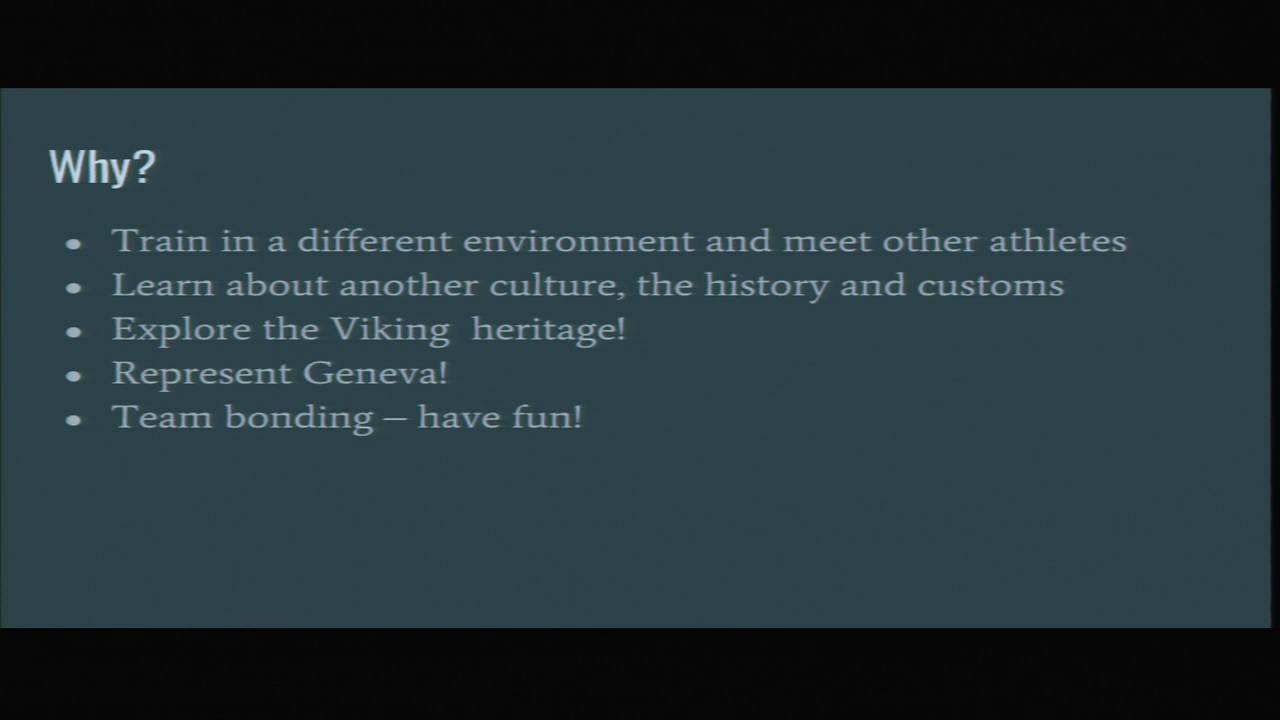 Why?
• Train in a different environment and meet other athletes
• Learn about another culture, the history and customs
• Explore the Viking  heritage!
• Represent Geneva!
• Team bonding – have fun!